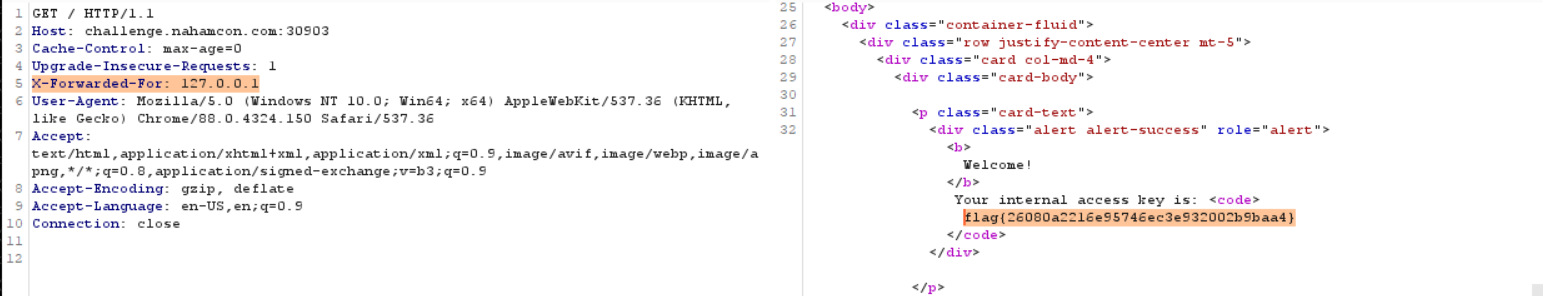 1 GET / HTTP/1.1
2 Host: challenge.nahamcon.com:30903
3 Cache-Control: max-age=0
4 Upgrade-Insecure-Requests: 1
5 X-Forwarded-For: 127.0.0.1
6 User-Agent: Mozilla/5.0 (Windows NT 10.0; Win64; x64) AppleWebKit/537.36 (KHTML,
like Gecko) Chrome/88.0.4324.150 Safari/537.36
7 Accept:
text/html,application/xhtml+xml,application/xml;q=0.9,image/avif,image/webp,image/a
png,*/*;q=0.8,application/signed-exchange;v=b3;q=0.9
8 Accept-Encoding: gzip, deflate
9 Accept-Language: en-US,en;q=0.9
10 Connection: close
11
12
25 <body>
26 <div class="container-fluid">
27 <div class="row justify-content-center mt-5">
28 <div class="card col-md-4">
29 <div class="card-body">
30
31 <p class="card-text">
32 <div class="alert alert-success" role="alert">
<b>
Welcome!
</b>
Your internal access key is: <code>
flag{26080a2216e95746ec3e932002b9baa4}
</code>
</div>
</p>